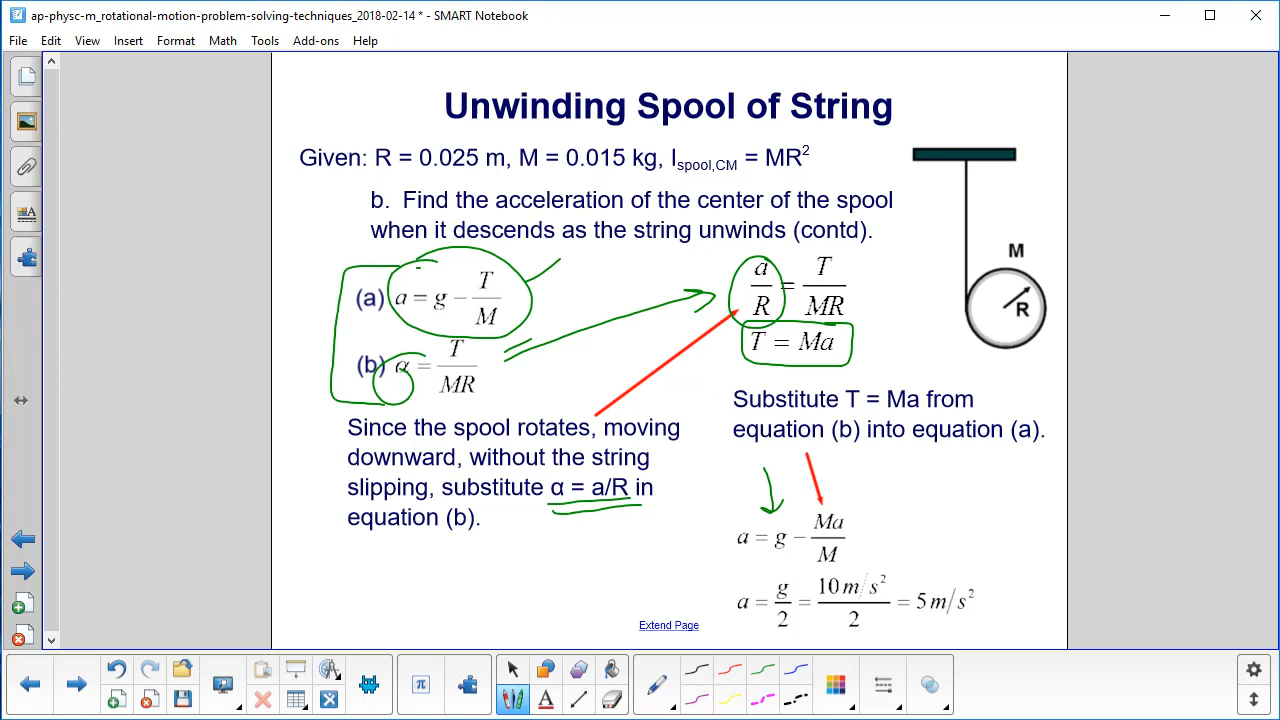 ap-physc-m_rotational-motion-problem-solving-techniques_2018-02-14 * - SMART Notebook
File Edit View Insert Format Math Tools Add-ons Help
Unwinding Spool of String
Given: R = 0.025 m, M = 0.015 kg, I_spool,CM = MR²
b. Find the acceleration of the center of the spool
when it descends as the string unwinds (contd).
(a) a = g − T/M
(b) α = T/MR
Since the spool rotates, moving
downward, without the string
slipping, substitute α = a/R in
equation (b).
a/R = T/MR
T = Ma
Substitute T = Ma from
equation (b) into equation (a).
a = g − Ma/M
a = g/2 = 10 m/s²/2 = 5 m/s²
M
R
Extend Page
π
A